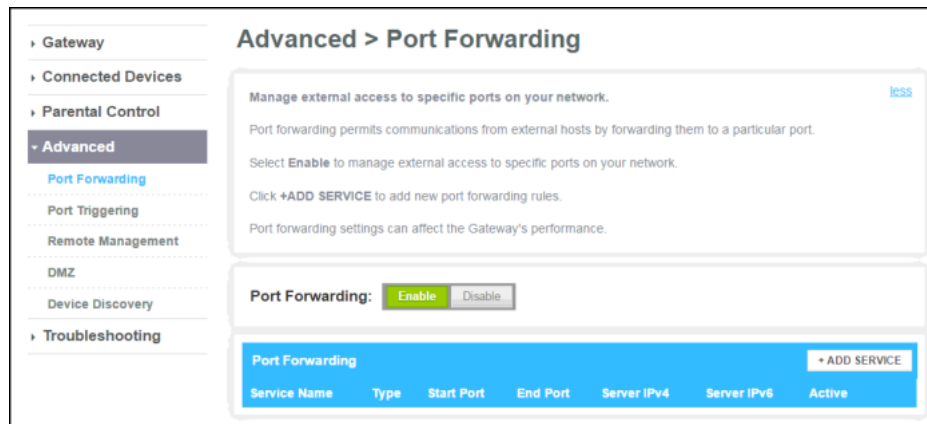 Gateway
Connected Devices
Parental Control
Advanced
Port Forwarding
Port Triggering
Remote Management
DMZ
Device Discovery
Troubleshooting
Advanced > Port Forwarding
Manage external access to specific ports on your network.
less
Port forwarding permits communications from external hosts by forwarding them to a particular port.
Select Enable to manage external access to specific ports on your network.
Click +ADD SERVICE to add new port forwarding rules.
Port forwarding settings can affect the Gateway's performance.
Port Forwarding: Enable Disable
Port Forwarding + ADD SERVICE
Service Name Type Start Port End Port Server IPv4 Server IPv6 Active